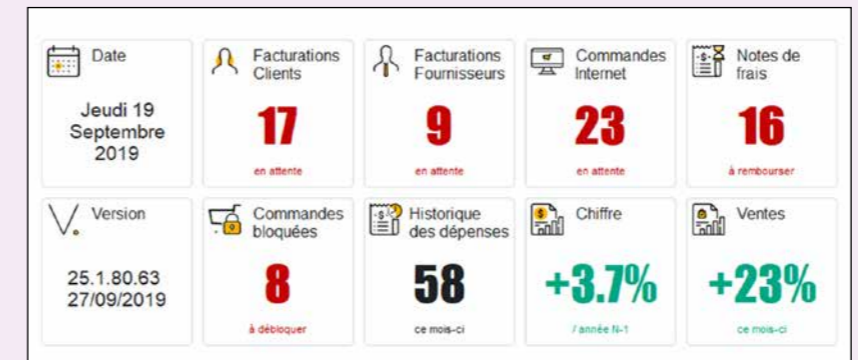 Date
Jeudi 19
Septembre
2019
Facturations
Clients
17
en attente
Facturations
Fournisseurs
9
en attente
Commandes
Internet
23
en attente
Notes de
frais
16
à rembourser
Version
25.1.80.63
27/09/2019
Commandes
bloquées
8
à débloquer
Historique
des dépenses
58
ce mois-ci
Chiffre
+3.7%
/ année N-1
Ventes
+23%
ce mois-ci